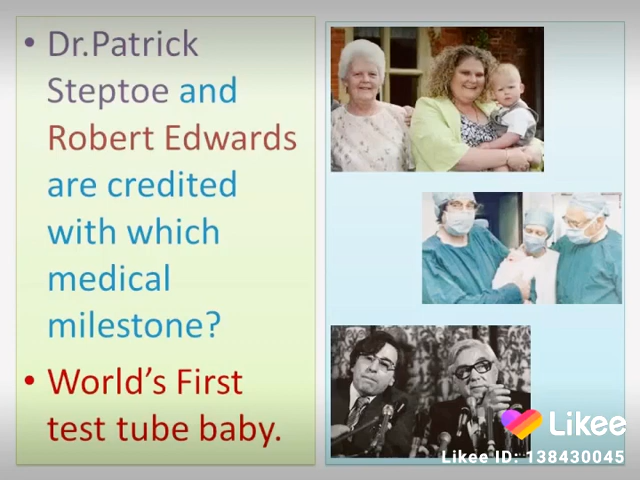 • Dr.Patrick
Steptoe and
Robert Edwards
are credited
with which
medical
milestone?
• World's First
test tube baby.
Likee
Likee ID: 138430045